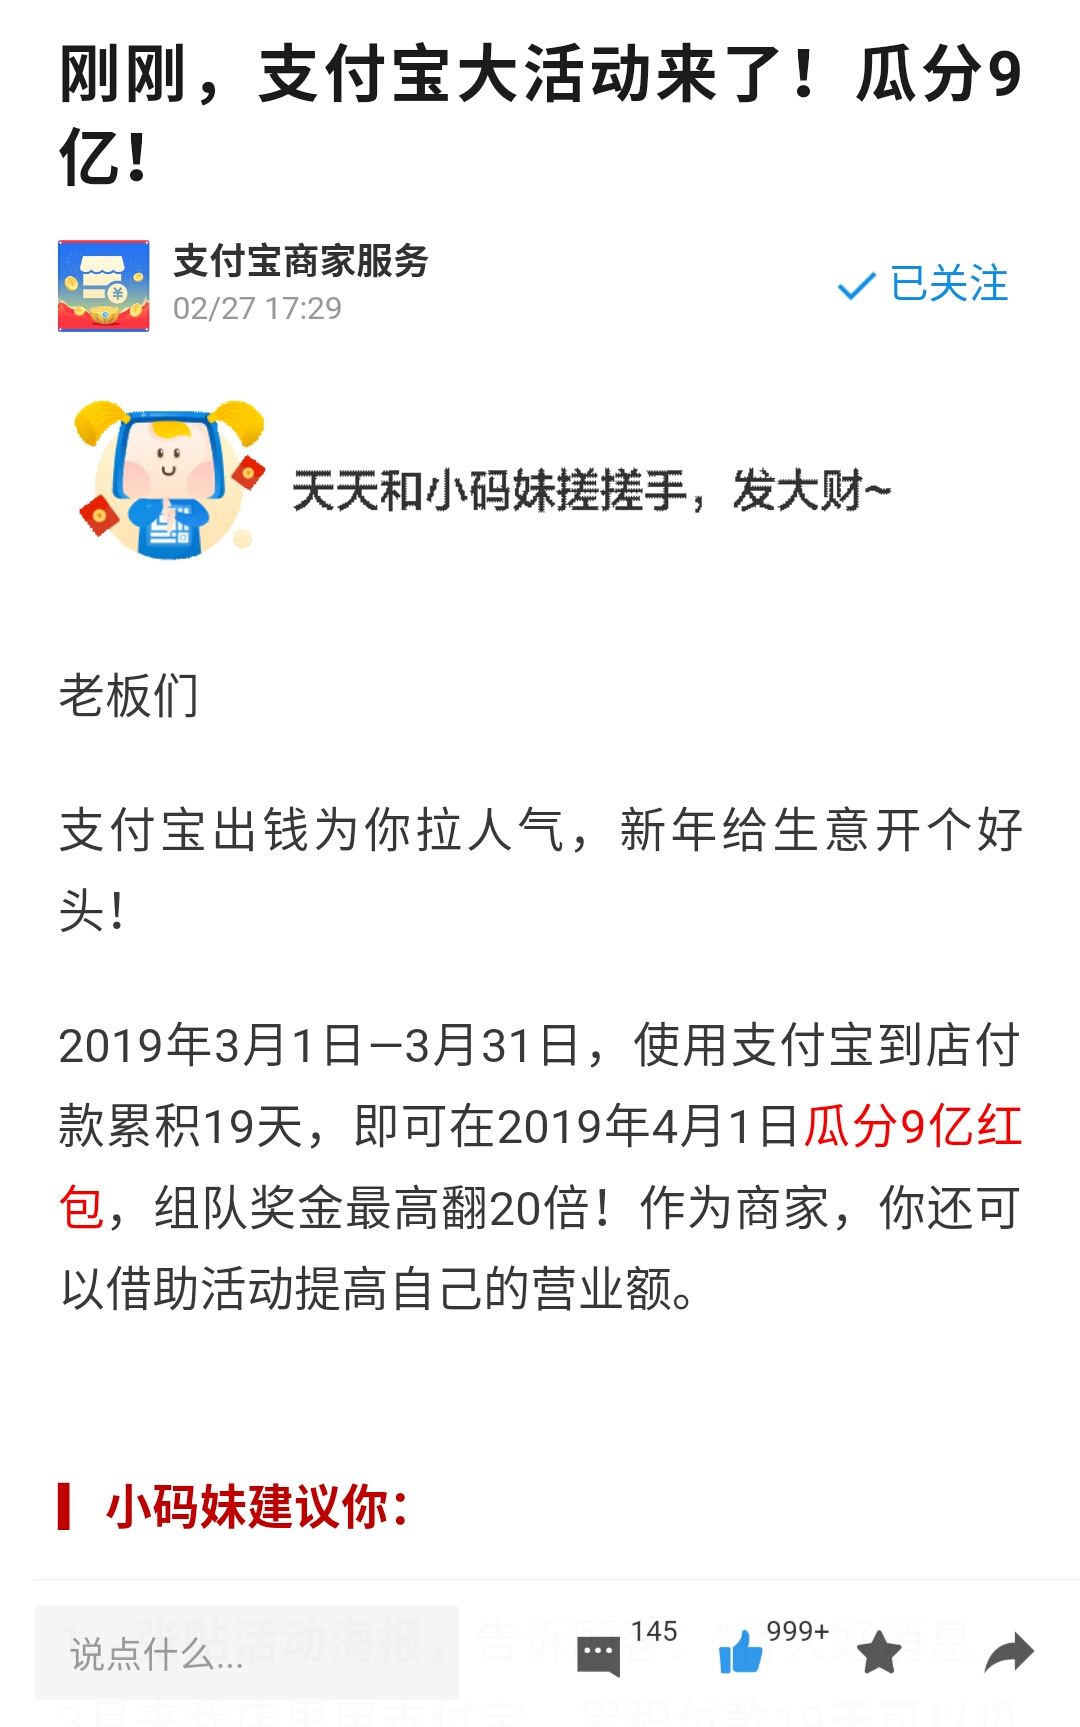 刚刚，支付宝大活动来了！瓜分9
亿！
支付宝商家服务
02/27 17:29
已关注
天天和小码妹搓搓手，发大财~
老板们
支付宝出钱为你拉人气，新年给生意开个好
头！
2019年3月1日—3月31日，使用支付宝到店付
款累积19天，即可在2019年4月1日瓜分9亿红
包，组队奖金最高翻20倍！作为商家，你还可
以借助活动提高自己的营业额。
小码妹建议你：
说点什么...
145
999+